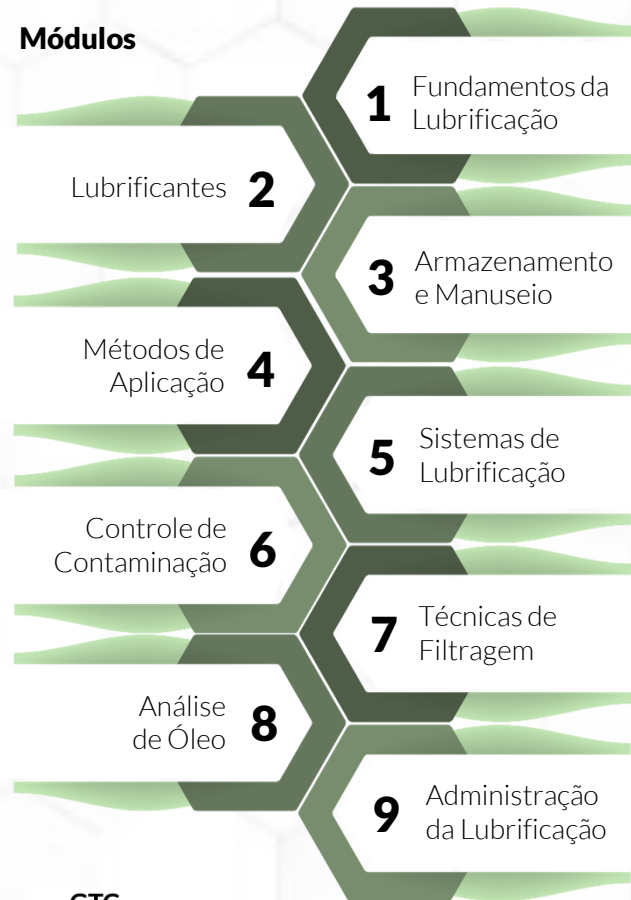 Módulos
1
Fundamentos da
Lubrificação
Lubrificantes
2
3
Armazenamento
e Manuseio
Métodos de
Aplicação
4
5
Sistemas de
Lubrificação
Controle de
Contaminação
6
7
Técnicas de
Filtragem
Análise
de Óleo
8
9
Administração
da Lubrificação